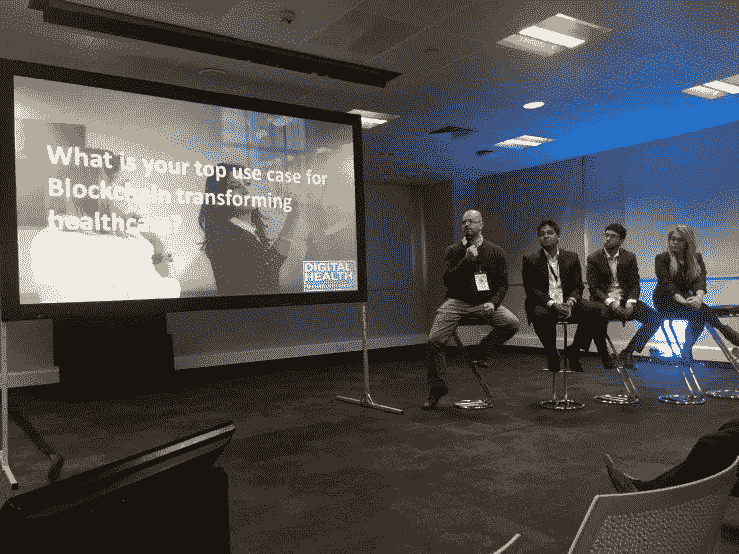 What is your top use case for
Blockchain transforming
healthcare?
DIGITAL
HEALTH